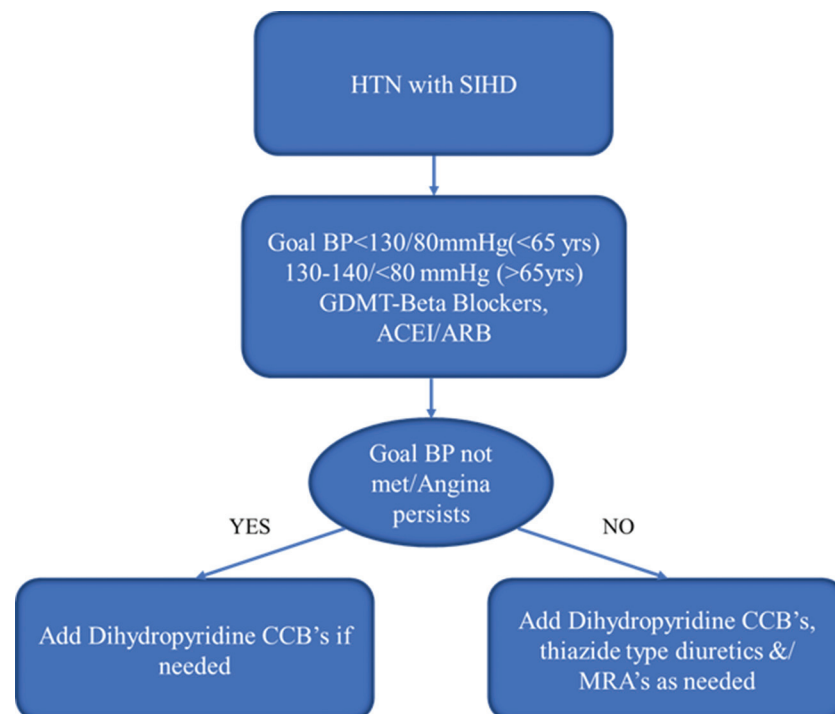 HTN with SIHD
Goal BP<130/80mmHg(<65 yrs)
130-140/<80 mmHg (>65yrs)
GDMT-Beta Blockers,
ACEI/ARB
Goal BP not
met/Angina
persists
YES
NO
Add Dihydropyridine CCB’s if
needed
Add Dihydropyridine CCB’s,
thiazide type diuretics &/
MRA’s as needed